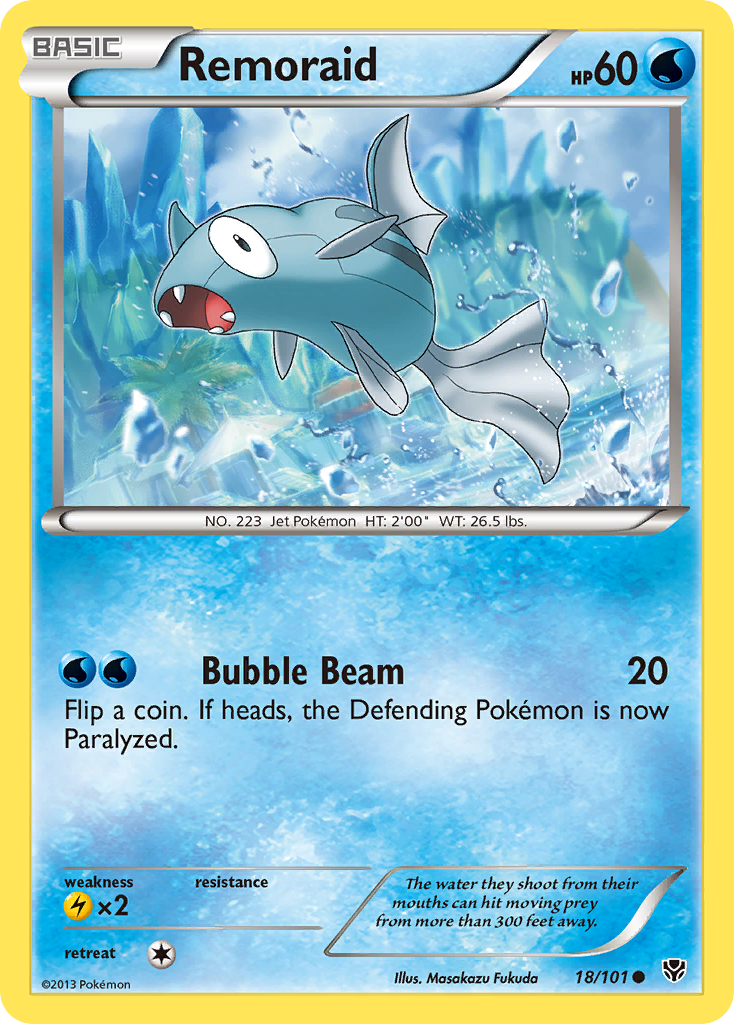 BASIC
Remoraid
HP60
NO. 223 Jet Pokémon HT: 2'00" WT: 26.5 lbs.
Bubble Beam 20
Flip a coin. If heads, the Defending Pokémon is now
Paralyzed.
weakness resistance
×2
The water they shoot from their
mouths can hit moving prey
from more than 300 feet away.
retreat
©2013 Pokémon
Illus. Masakazu Fukuda
18/101